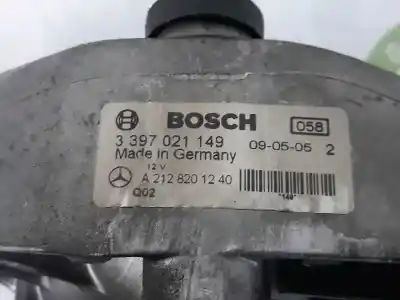 BOSCH 058
3 397 021 149 09-05-05 2
Made in Germany
12 V
A 212 820 12 40
Q02 "149"